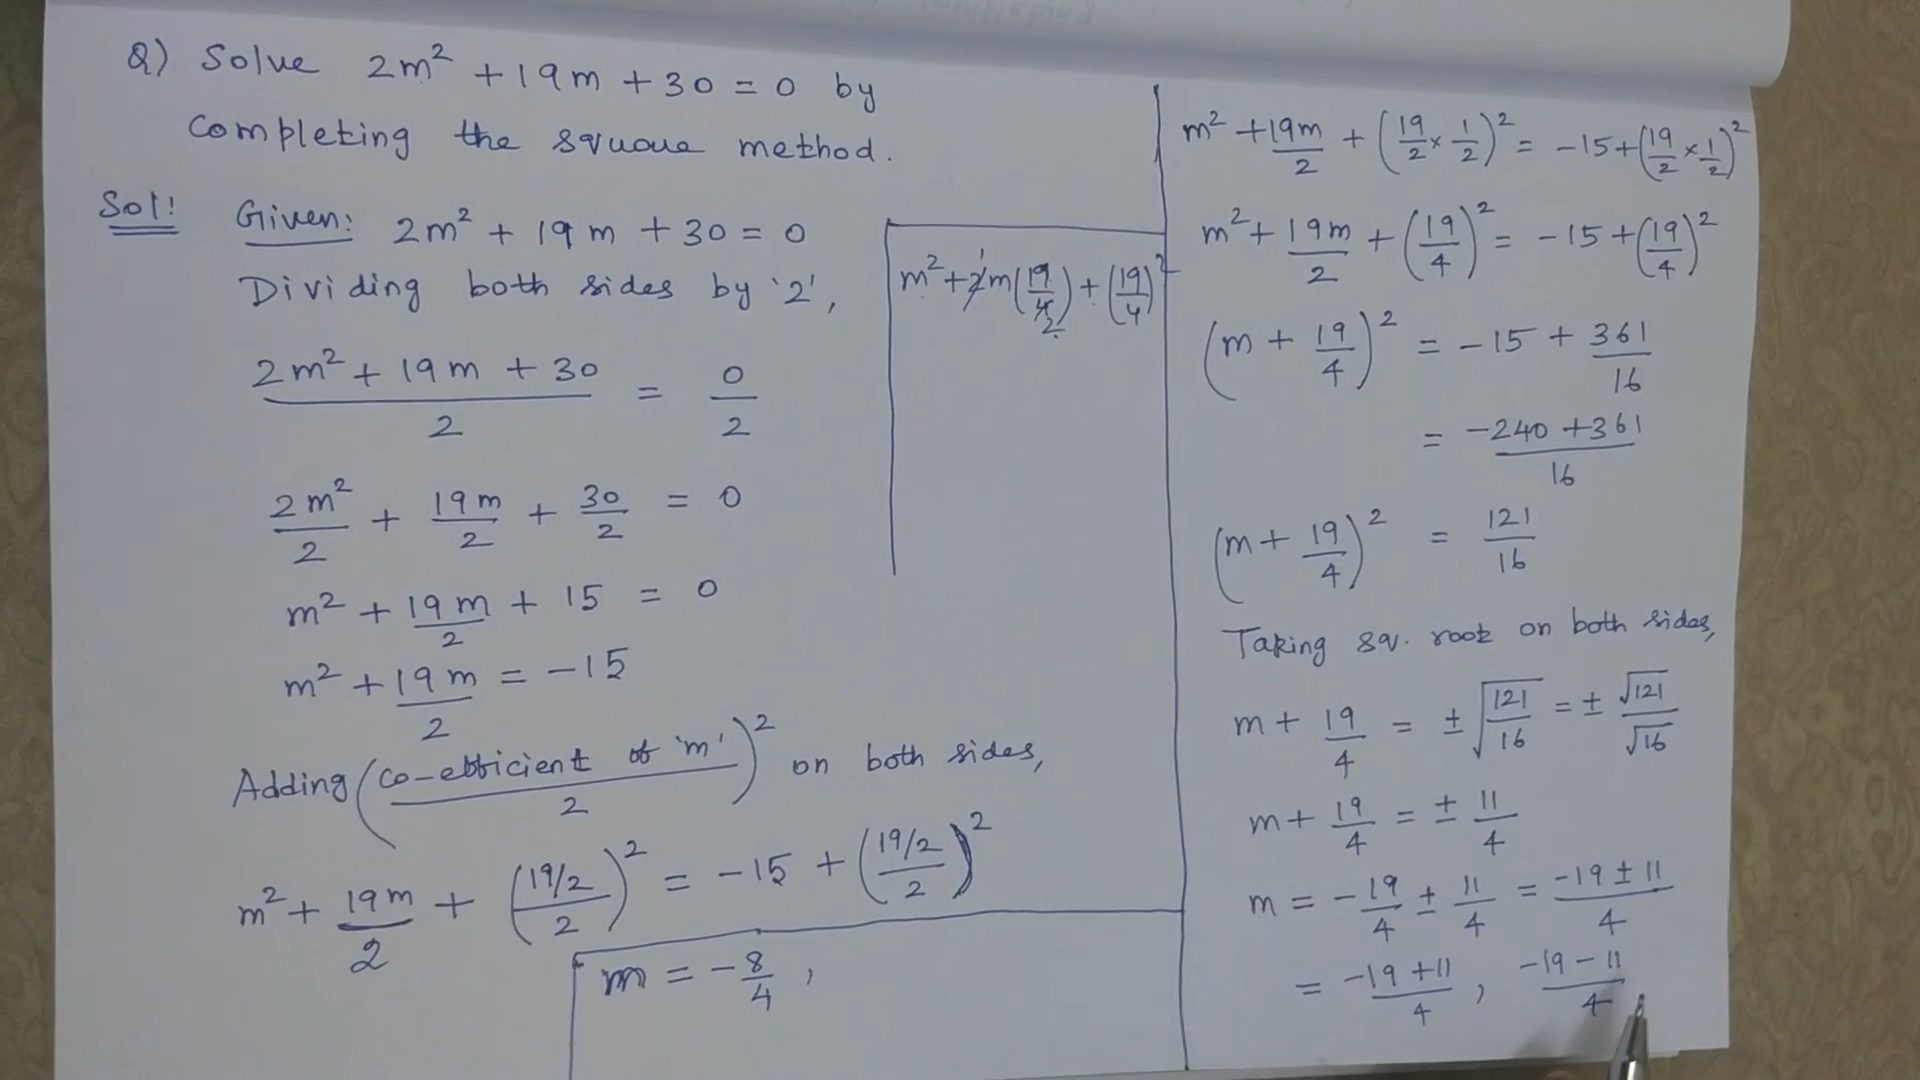 Q) Solve 2m² + 19m + 30 = 0 by
completing the square method.
Sol: Given: 2m² + 19m + 30 = 0
Dividing both sides by '2',
(2m² + 19m + 30)/2 = 0/2
2m²/2 + 19m/2 + 30/2 = 0
m² + 19m/2 + 15 = 0
m² + 19m/2 = -15
Adding (co-efficient of 'm'/2)² on both sides,
m² + 19m/2 + ((19/2)/2)² = -15 + ((19/2)/2)²
m² + 2m(19/4) + (19/4)²
1
2
m² + 19m/2 + (19/2 × 1/2)² = -15 + (19/2 × 1/2)²
m² + 19m/2 + (19/4)² = -15 + (19/4)²
(m + 19/4)² = -15 + 361/16
= (-240 + 361)/16
(m + 19/4)² = 121/16
Taking sq. root on both sides,
m + 19/4 = ±√(121/16) = ± √121/√16
m + 19/4 = ± 11/4
m = -19/4 ± 11/4 = (-19 ± 11)/4
= (-19 + 11)/4 , (-19 - 11)/4
m = -8/4 ,